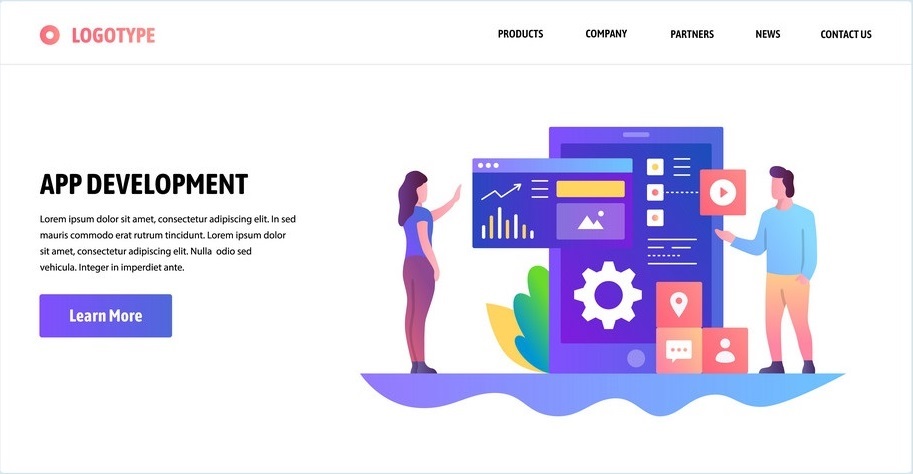 LOGOTYPE
PRODUCTS COMPANY PARTNERS NEWS CONTACT US
APP DEVELOPMENT
Lorem ipsum dolor sit amet, consectetur adipiscing elit. In sed
mauris commodo erat rutrum tincidunt. Lorem ipsum dolor
sit amet, consectetur adipiscing elit. Nulla odio sed
vehicula. Integer in imperdiet ante.
Learn More